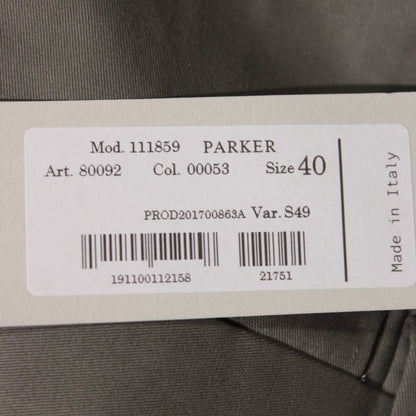 Mod. 111859 PARKER
Art. 80092 Col. 00053 Size 40
PROD201700863A Var. S49
191100112158 21751
Made in Italy